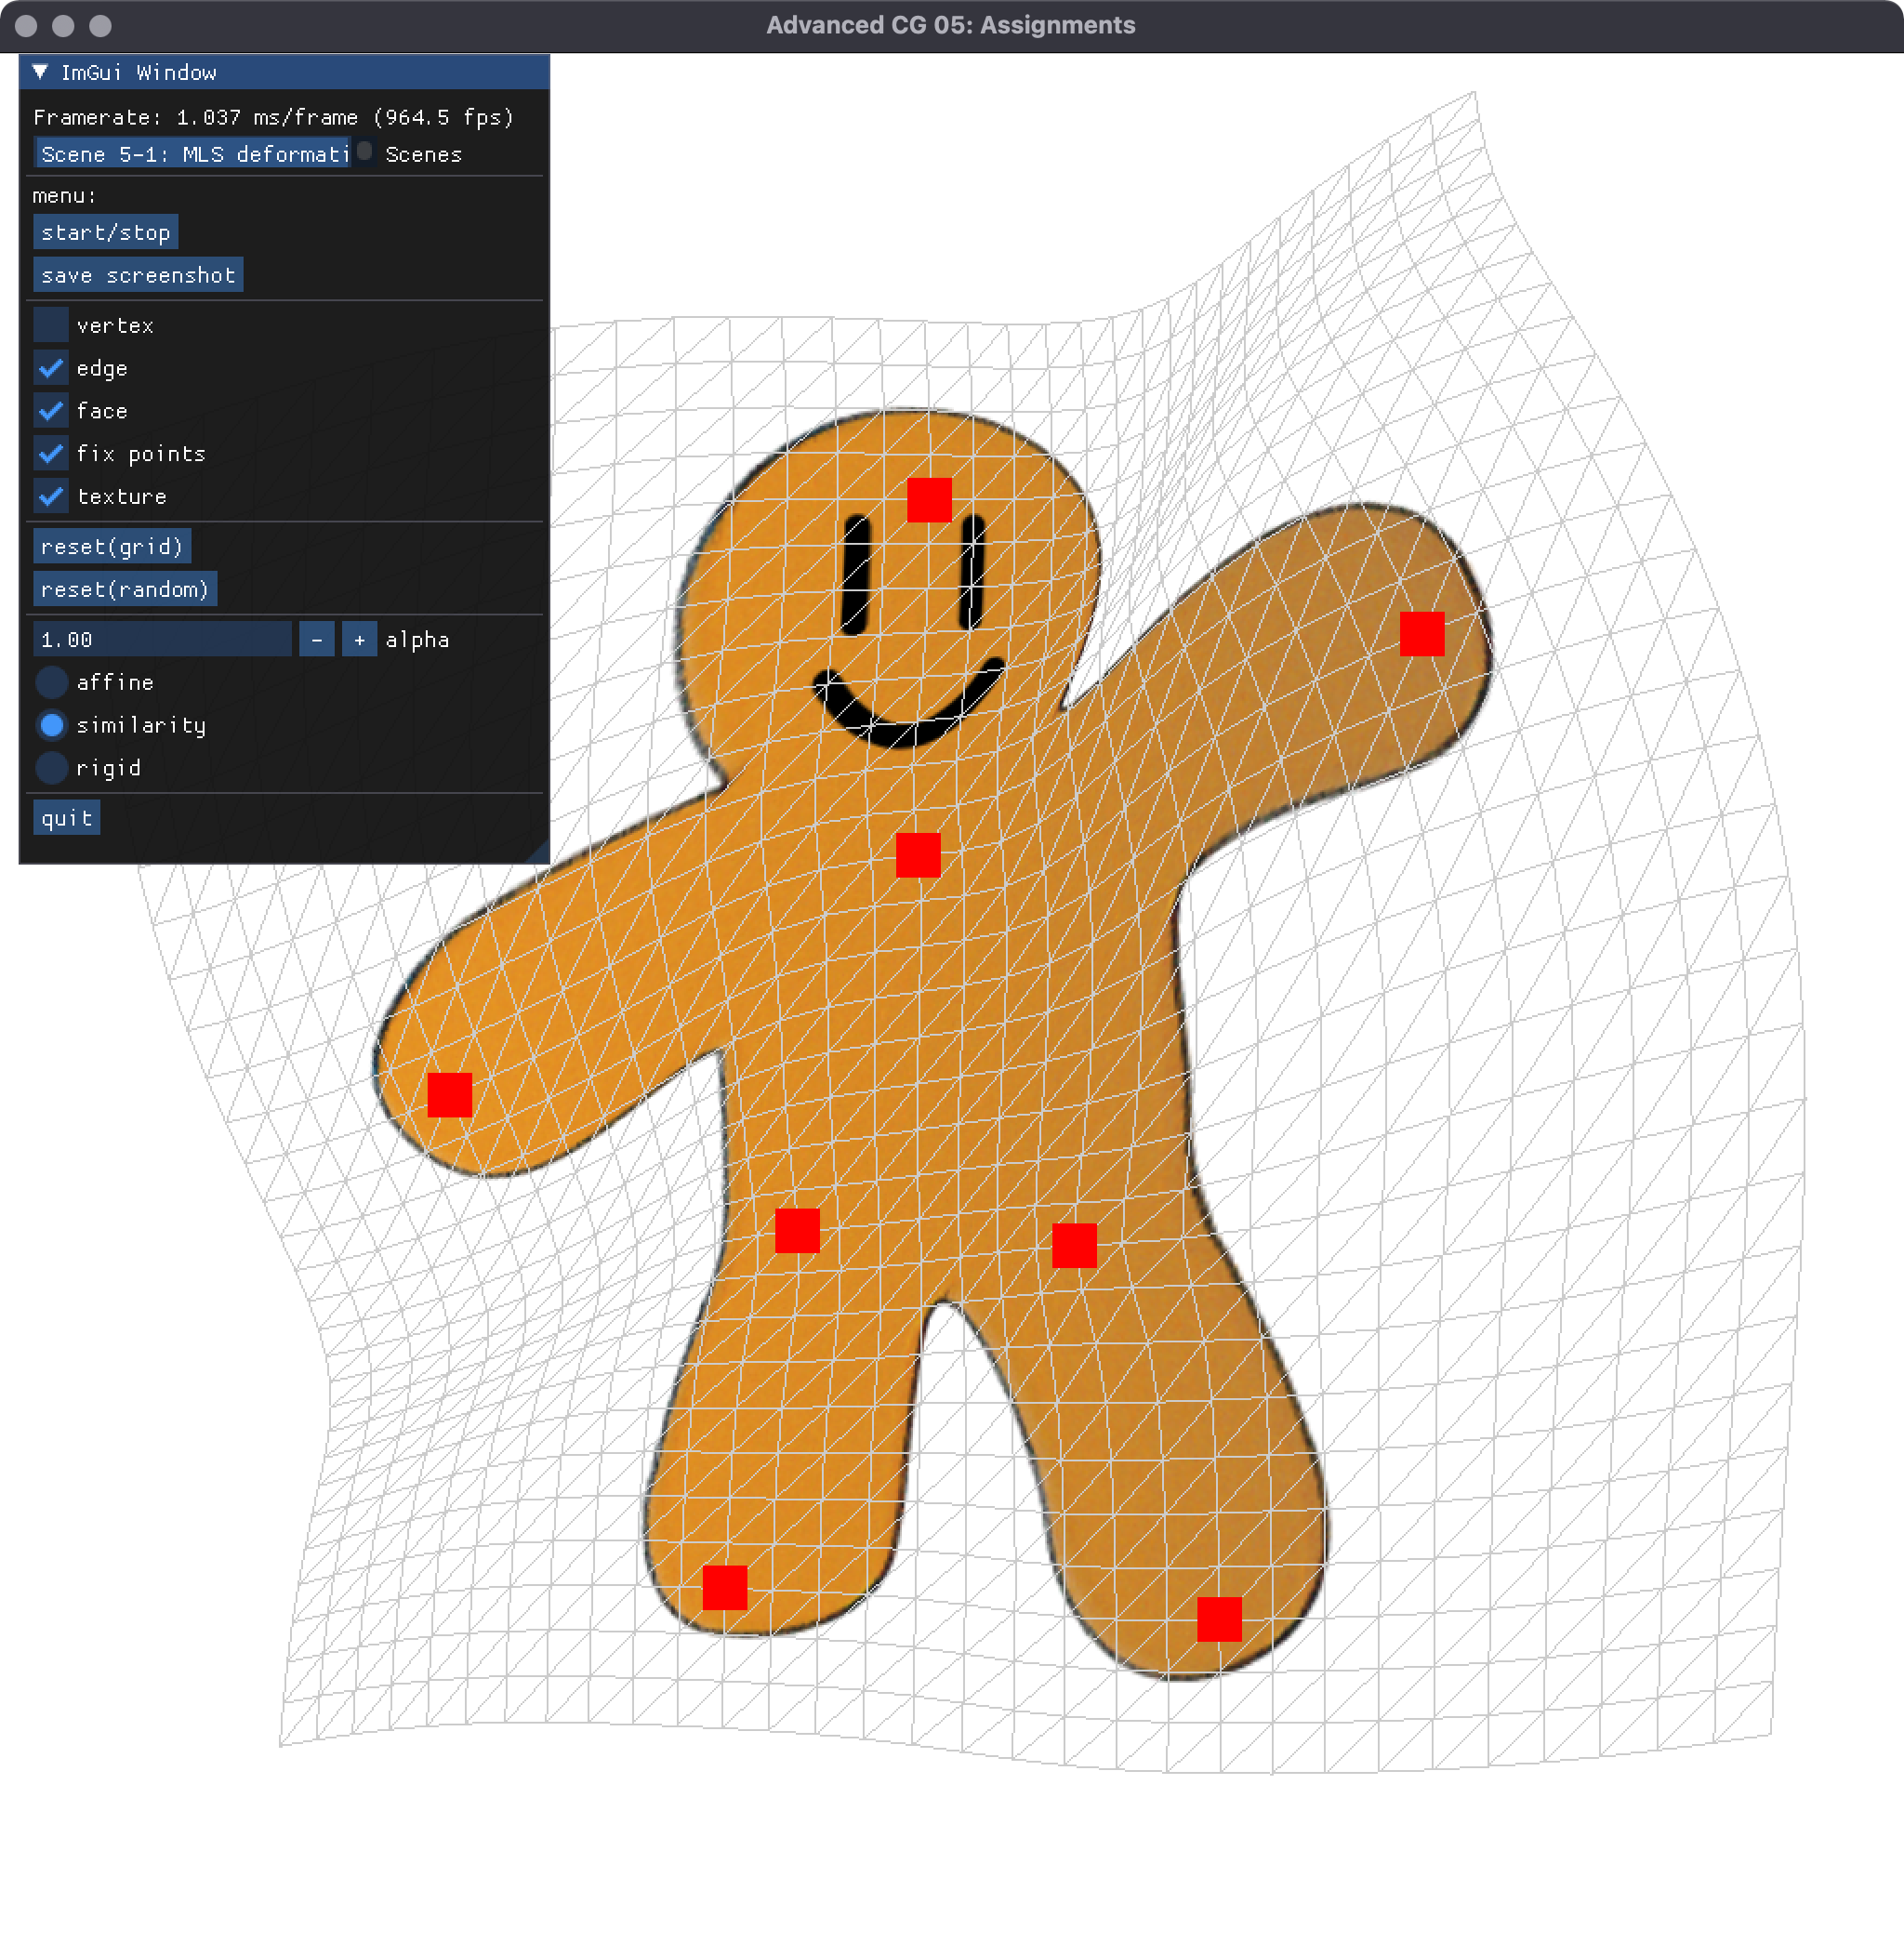 Advanced CG 05: Assignments
ImGui Window
Framerate: 1.037 ms/frame (964.5 fps)
Scene 5-1: MLS deformati Scenes
menu:
start/stop
save screenshot
vertex
edge
face
fix points
texture
reset(grid)
reset(random)
1.00 - + alpha
affine
similarity
rigid
quit